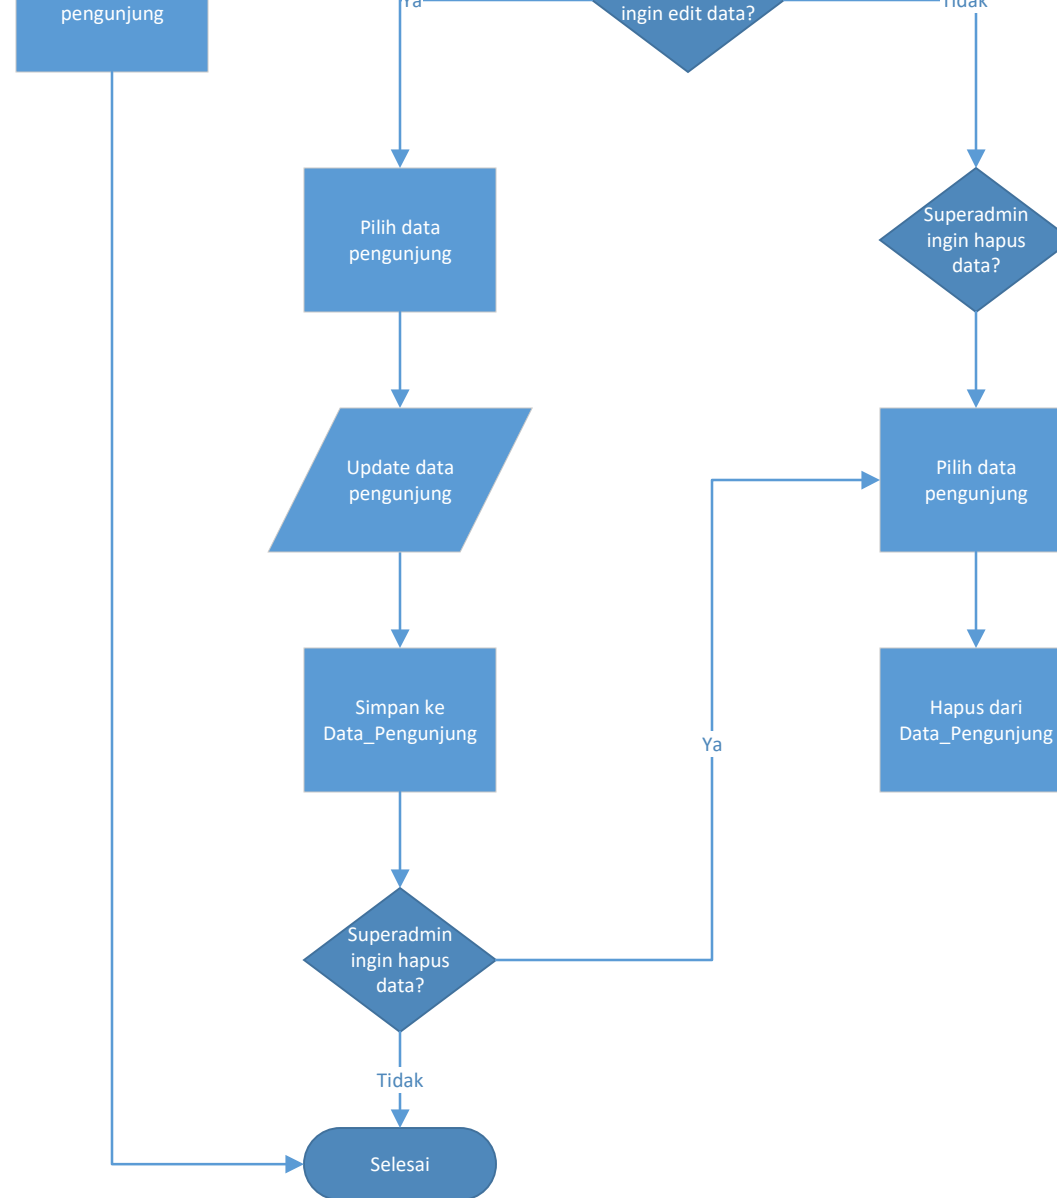 pengunjung
Ya
ingin edit data?
Tidak
Pilih data
pengunjung
Superadmin
ingin hapus
data?
Update data
pengunjung
Pilih data
pengunjung
Simpan ke
Data_Pengunjung
Ya
Hapus dari
Data_Pengunjung
Superadmin
ingin hapus
data?
Tidak
Selesai